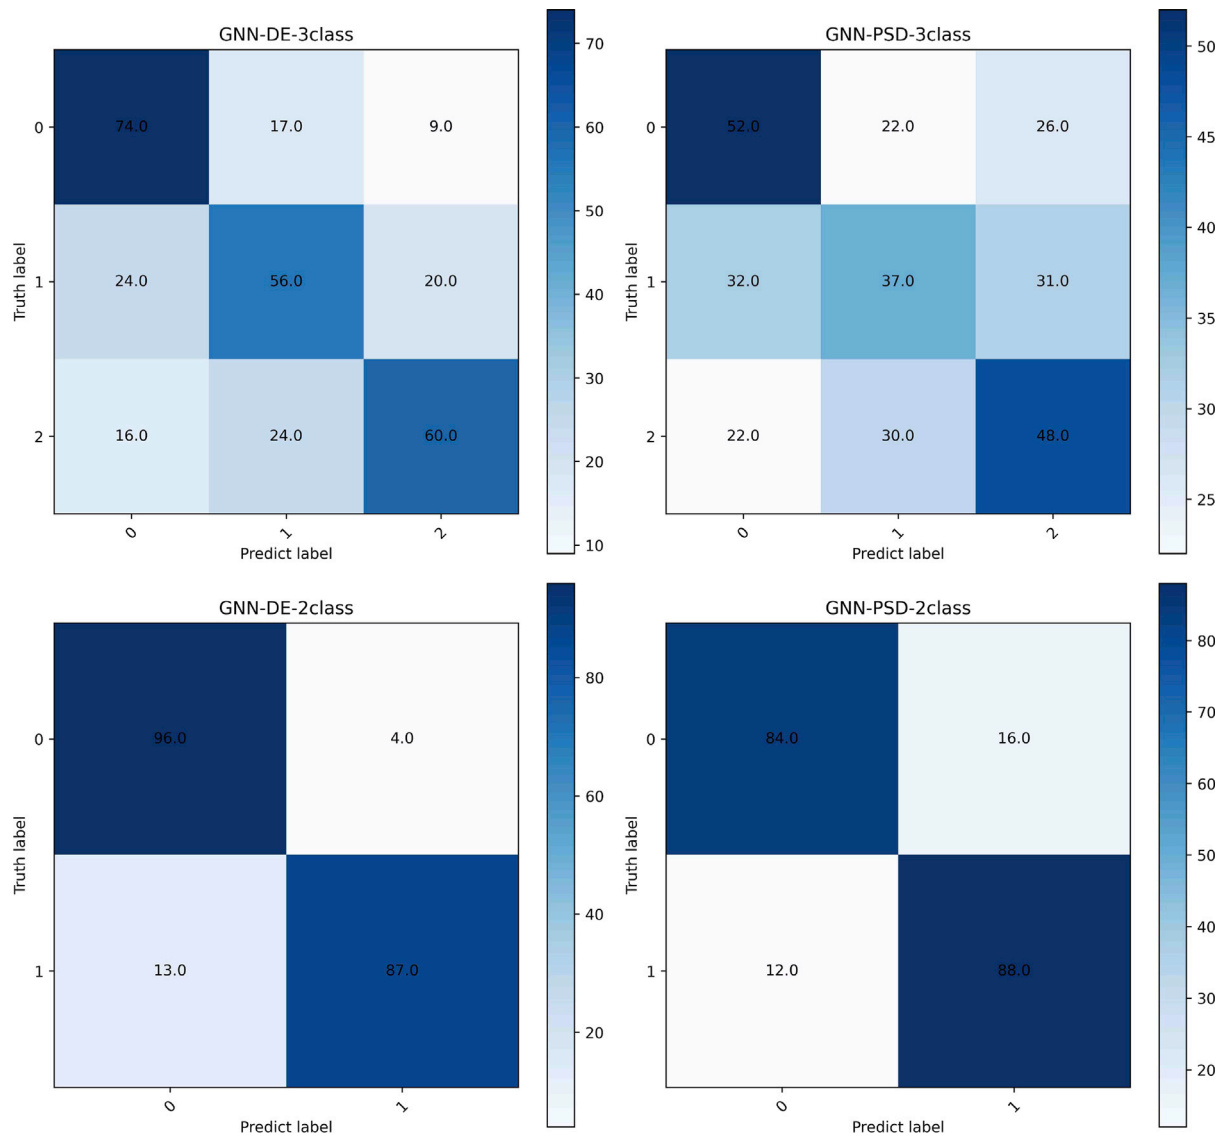 GNN-DE-3class
74.0 17.0 9.0
24.0 56.0 20.0
16.0 24.0 60.0
0
1
2
Truth label
0 1 2
Predict label
70
60
50
40
30
20
10
GNN-PSD-3class
52.0 22.0 26.0
32.0 37.0 31.0
22.0 30.0 48.0
0
1
2
Truth label
0 1 2
Predict label
50
45
40
35
30
25
GNN-DE-2class
96.0 4.0
13.0 87.0
0
1
Truth label
0 1
Predict label
80
60
40
20
GNN-PSD-2class
84.0 16.0
12.0 88.0
0
1
Truth label
0 1
Predict label
80
70
60
50
40
30
20